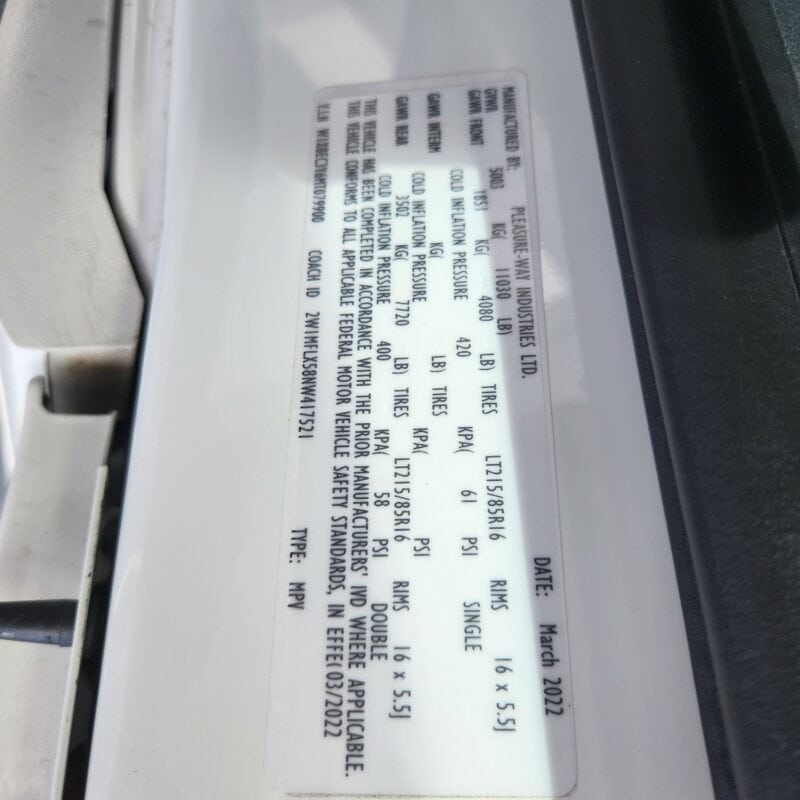 MANUFACTURED BY: PLEASURE-WAY INDUSTRIES LTD. DATE: March 2022
GVWR 5003 KG( 11030 LB)
GAWR FRONT 1851 KG( 4080 LB) TIRES LT215/85R16 RIMS 16 x 5.5J
COLD INFLATION PRESSURE 420 KPA( 61 PSI SINGLE
GAWR INTERM KG( LB) TIRES
COLD INFLATION PRESSURE KPA( PSI
GAWR REAR 3502 KG( 7720 LB) TIRES LT215/85R16 RIMS 16 x 5.5J
COLD INFLATION PRESSURE 400 KPA( 58 PSI DOUBLE
THIS VEHICLE HAS BEEN COMPLETED IN ACCORDANCE WITH THE PRIOR MANUFACTURERS' IVD WHERE APPLICABLE.
THIS VEHICLE CONFORMS TO ALL APPLICABLE FEDERAL MOTOR VEHICLE SAFETY STANDARDS, IN EFFE(03/2022
V.I.N COACH ID 2W1MFLX58NW417521 TYPE: MPV